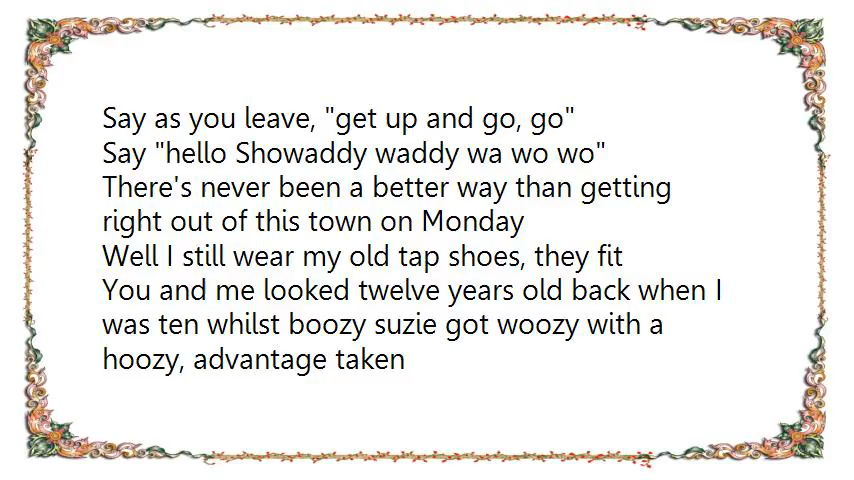 Say as you leave, "get up and go, go"
Say "hello Showaddy waddy wa wo wo"
There's never been a better way than getting
right out of this town on Monday
Well I still wear my old tap shoes, they fit
You and me looked twelve years old back when I
was ten whilst boozy suzie got woozy with a
hoozy, advantage taken